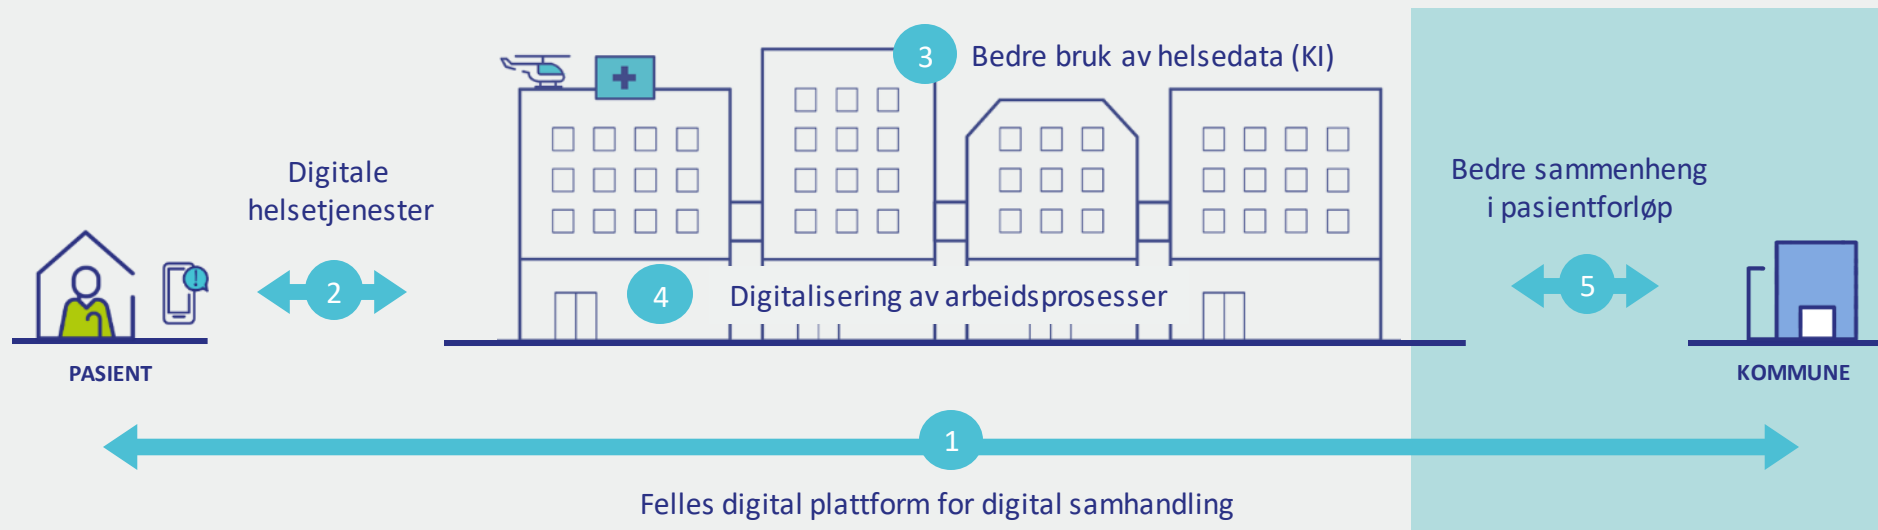 3
Bedre bruk av helsedata (KI)
Digitale
helsetjenester
2
4
Digitalisering av arbeidsprosesser
Bedre sammenheng
i pasientforløp
5
PASIENT
KOMMUNE
1
Felles digital plattform for digital samhandling